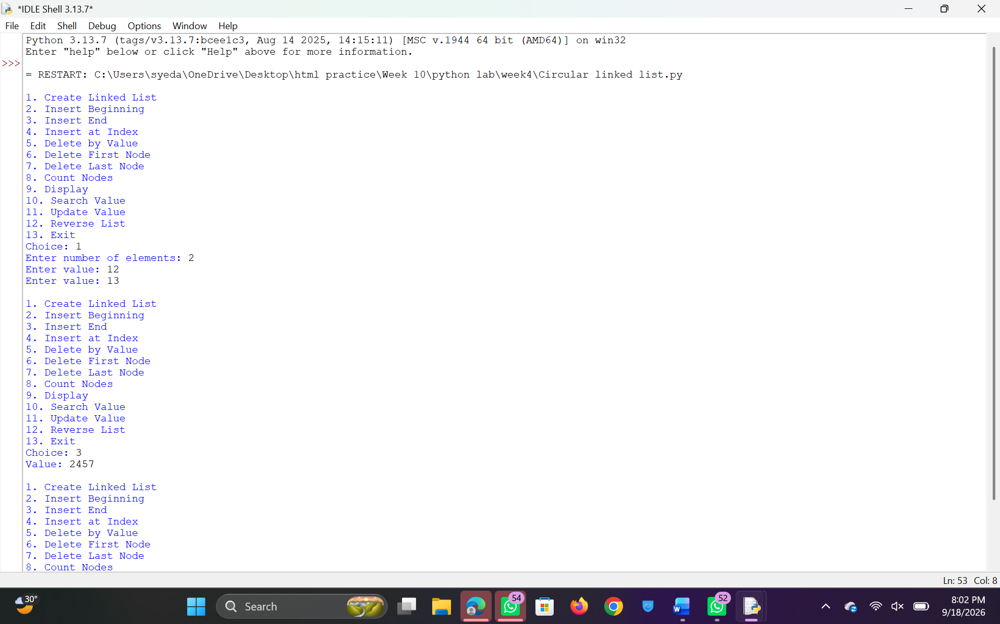 *IDLE Shell 3.13.7*
File Edit Shell Debug Options Window Help
Python 3.13.7 (tags/v3.13.7:bcee1c3, Aug 14 2025, 14:15:11) [MSC v.1944 64 bit (AMD64)] on win32
Enter "help" below or click "Help" above for more information.
>>>
= RESTART: C:\Users\syeda\OneDrive\Desktop\html practice\Week 10\python lab\week4\Circular linked list.py
1. Create Linked List
2. Insert Beginning
3. Insert End
4. Insert at Index
5. Delete by Value
6. Delete First Node
7. Delete Last Node
8. Count Nodes
9. Display
10. Search Value
11. Update Value
12. Reverse List
13. Exit
Choice: 1
Enter number of elements: 2
Enter value: 12
Enter value: 13
1. Create Linked List
2. Insert Beginning
3. Insert End
4. Insert at Index
5. Delete by Value
6. Delete First Node
7. Delete Last Node
8. Count Nodes
9. Display
10. Search Value
11. Update Value
12. Reverse List
13. Exit
Choice: 3
Value: 2457
1. Create Linked List
2. Insert Beginning
3. Insert End
4. Insert at Index
5. Delete by Value
6. Delete First Node
7. Delete Last Node
8. Count Nodes
Ln: 53 Col: 8
30°
Search
54
W
52
8:02 PM
9/18/2026